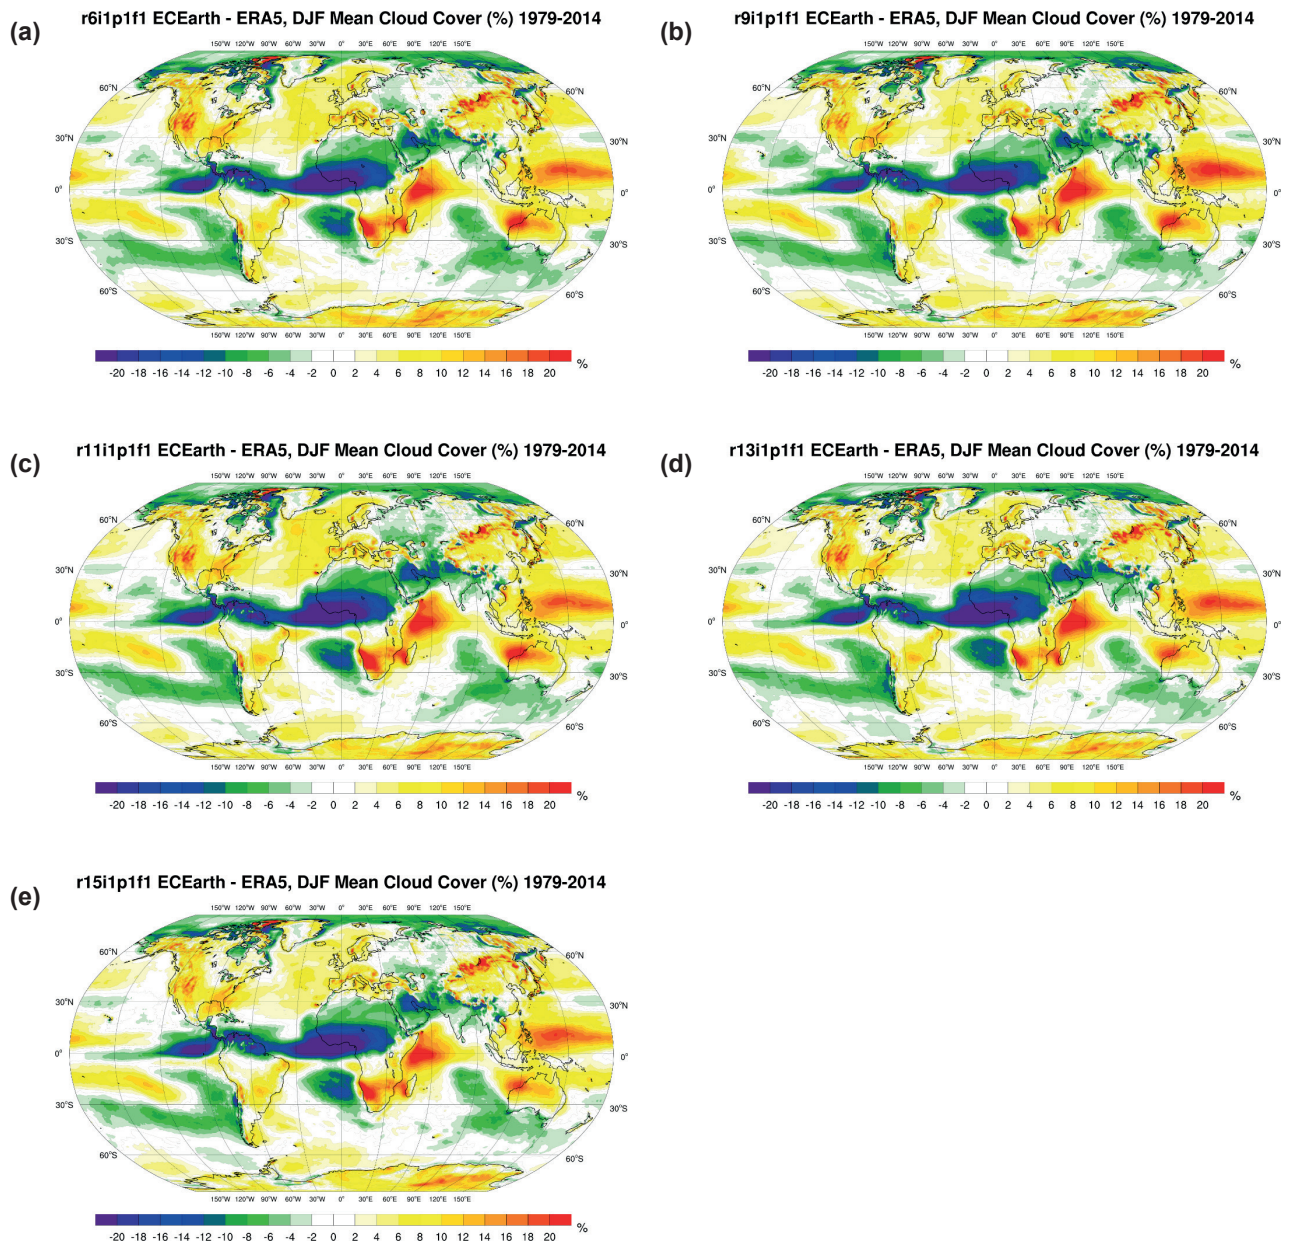 (a)
r6i1p1f1 ECEarth - ERA5, DJF Mean Cloud Cover (%) 1979-2014
150°W 120°W 90°W 60°W 30°W 0° 30°E 60°E 90°E 120°E 150°E
60°N
30°N 30°N
0° 0°
30°S 30°S
60°S 60°S
150°W 120°W 90°W 60°W 30°W 0° 30°E 60°E 90°E 120°E 150°E
-20 -18 -16 -14 -12 -10 -8 -6 -4 -2 0 2 4 6 8 10 12 14 16 18 20 %
(b)
r9i1p1f1 ECEarth - ERA5, DJF Mean Cloud Cover (%) 1979-2014
150°W 120°W 90°W 60°W 30°W 0° 30°E 60°E 90°E 120°E 150°E
60°N
30°N 30°N
0° 0°
30°S 30°S
60°S 60°S
150°W 120°W 90°W 60°W 30°W 0° 30°E 60°E 90°E 120°E 150°E
-20 -18 -16 -14 -12 -10 -8 -6 -4 -2 0 2 4 6 8 10 12 14 16 18 20 %
(c)
r11i1p1f1 ECEarth - ERA5, DJF Mean Cloud Cover (%) 1979-2014
150°W 120°W 90°W 60°W 30°W 0° 30°E 60°E 90°E 120°E 150°E
60°N 60°N
30°N 30°N
0° 0°
30°S 30°S
60°S 60°S
150°W 120°W 90°W 60°W 30°W 0° 30°E 60°E 90°E 120°E 150°E
-20 -18 -16 -14 -12 -10 -8 -6 -4 -2 0 2 4 6 8 10 12 14 16 18 20 %
(d)
r13i1p1f1 ECEarth - ERA5, DJF Mean Cloud Cover (%) 1979-2014
150°W 120°W 90°W 60°W 30°W 0° 30°E 60°E 90°E 120°E 150°E
60°N 60°N
30°N 30°N
0° 0°
30°S 30°S
60°S 60°S
150°W 120°W 90°W 60°W 30°W 0° 30°E 60°E 90°E 120°E 150°E
-20 -18 -16 -14 -12 -10 -8 -6 -4 -2 0 2 4 6 8 10 12 14 16 18 20 %
(e)
r15i1p1f1 ECEarth - ERA5, DJF Mean Cloud Cover (%) 1979-2014
150°W 120°W 90°W 60°W 30°W 0° 30°E 60°E 90°E 120°E 150°E
60°N 60°N
30°N 30°N
0° 0°
30°S 30°S
60°S 60°S
150°W 120°W 90°W 60°W 30°W 0° 30°E 60°E 90°E 120°E 150°E
-20 -18 -16 -14 -12 -10 -8 -6 -4 -2 0 2 4 6 8 10 12 14 16 18 20 %